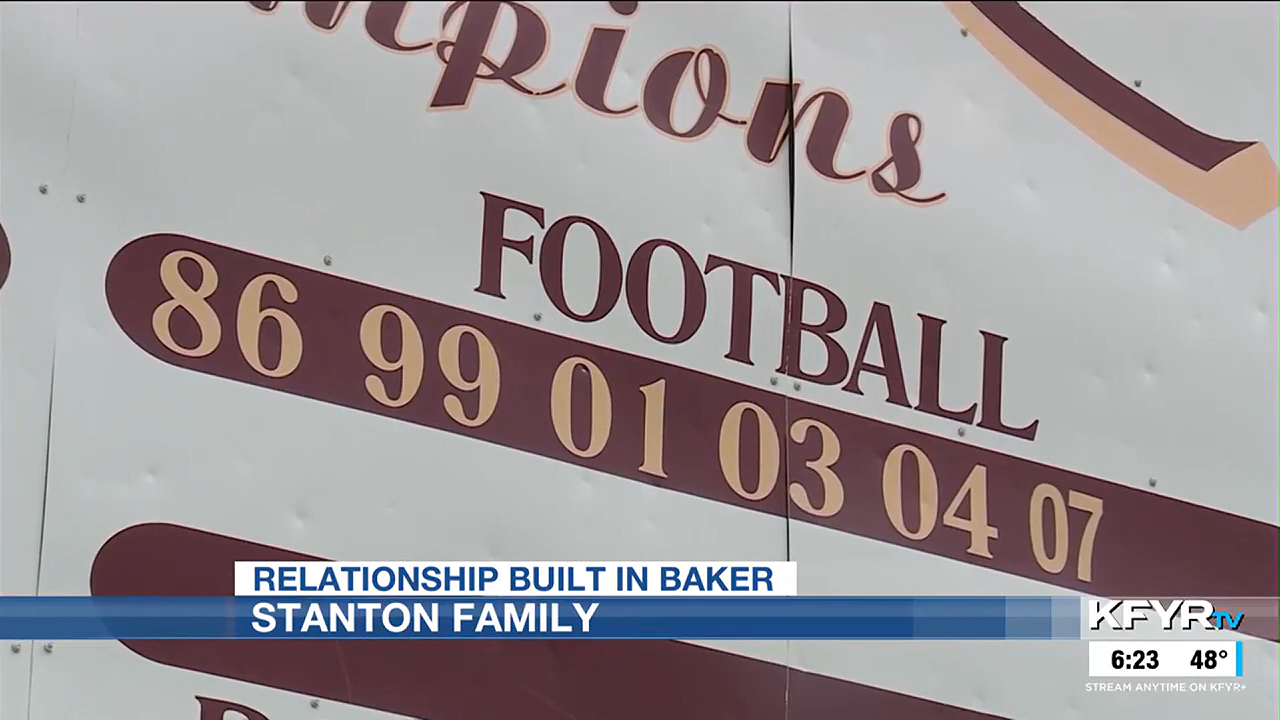 mpions
FOOTBALL
86 99 01 03 04 07
RELATIONSHIP BUILT IN BAKER
STANTON FAMILY
KFYRTV
6:23 48°
STREAM ANYTIME ON KFYR+